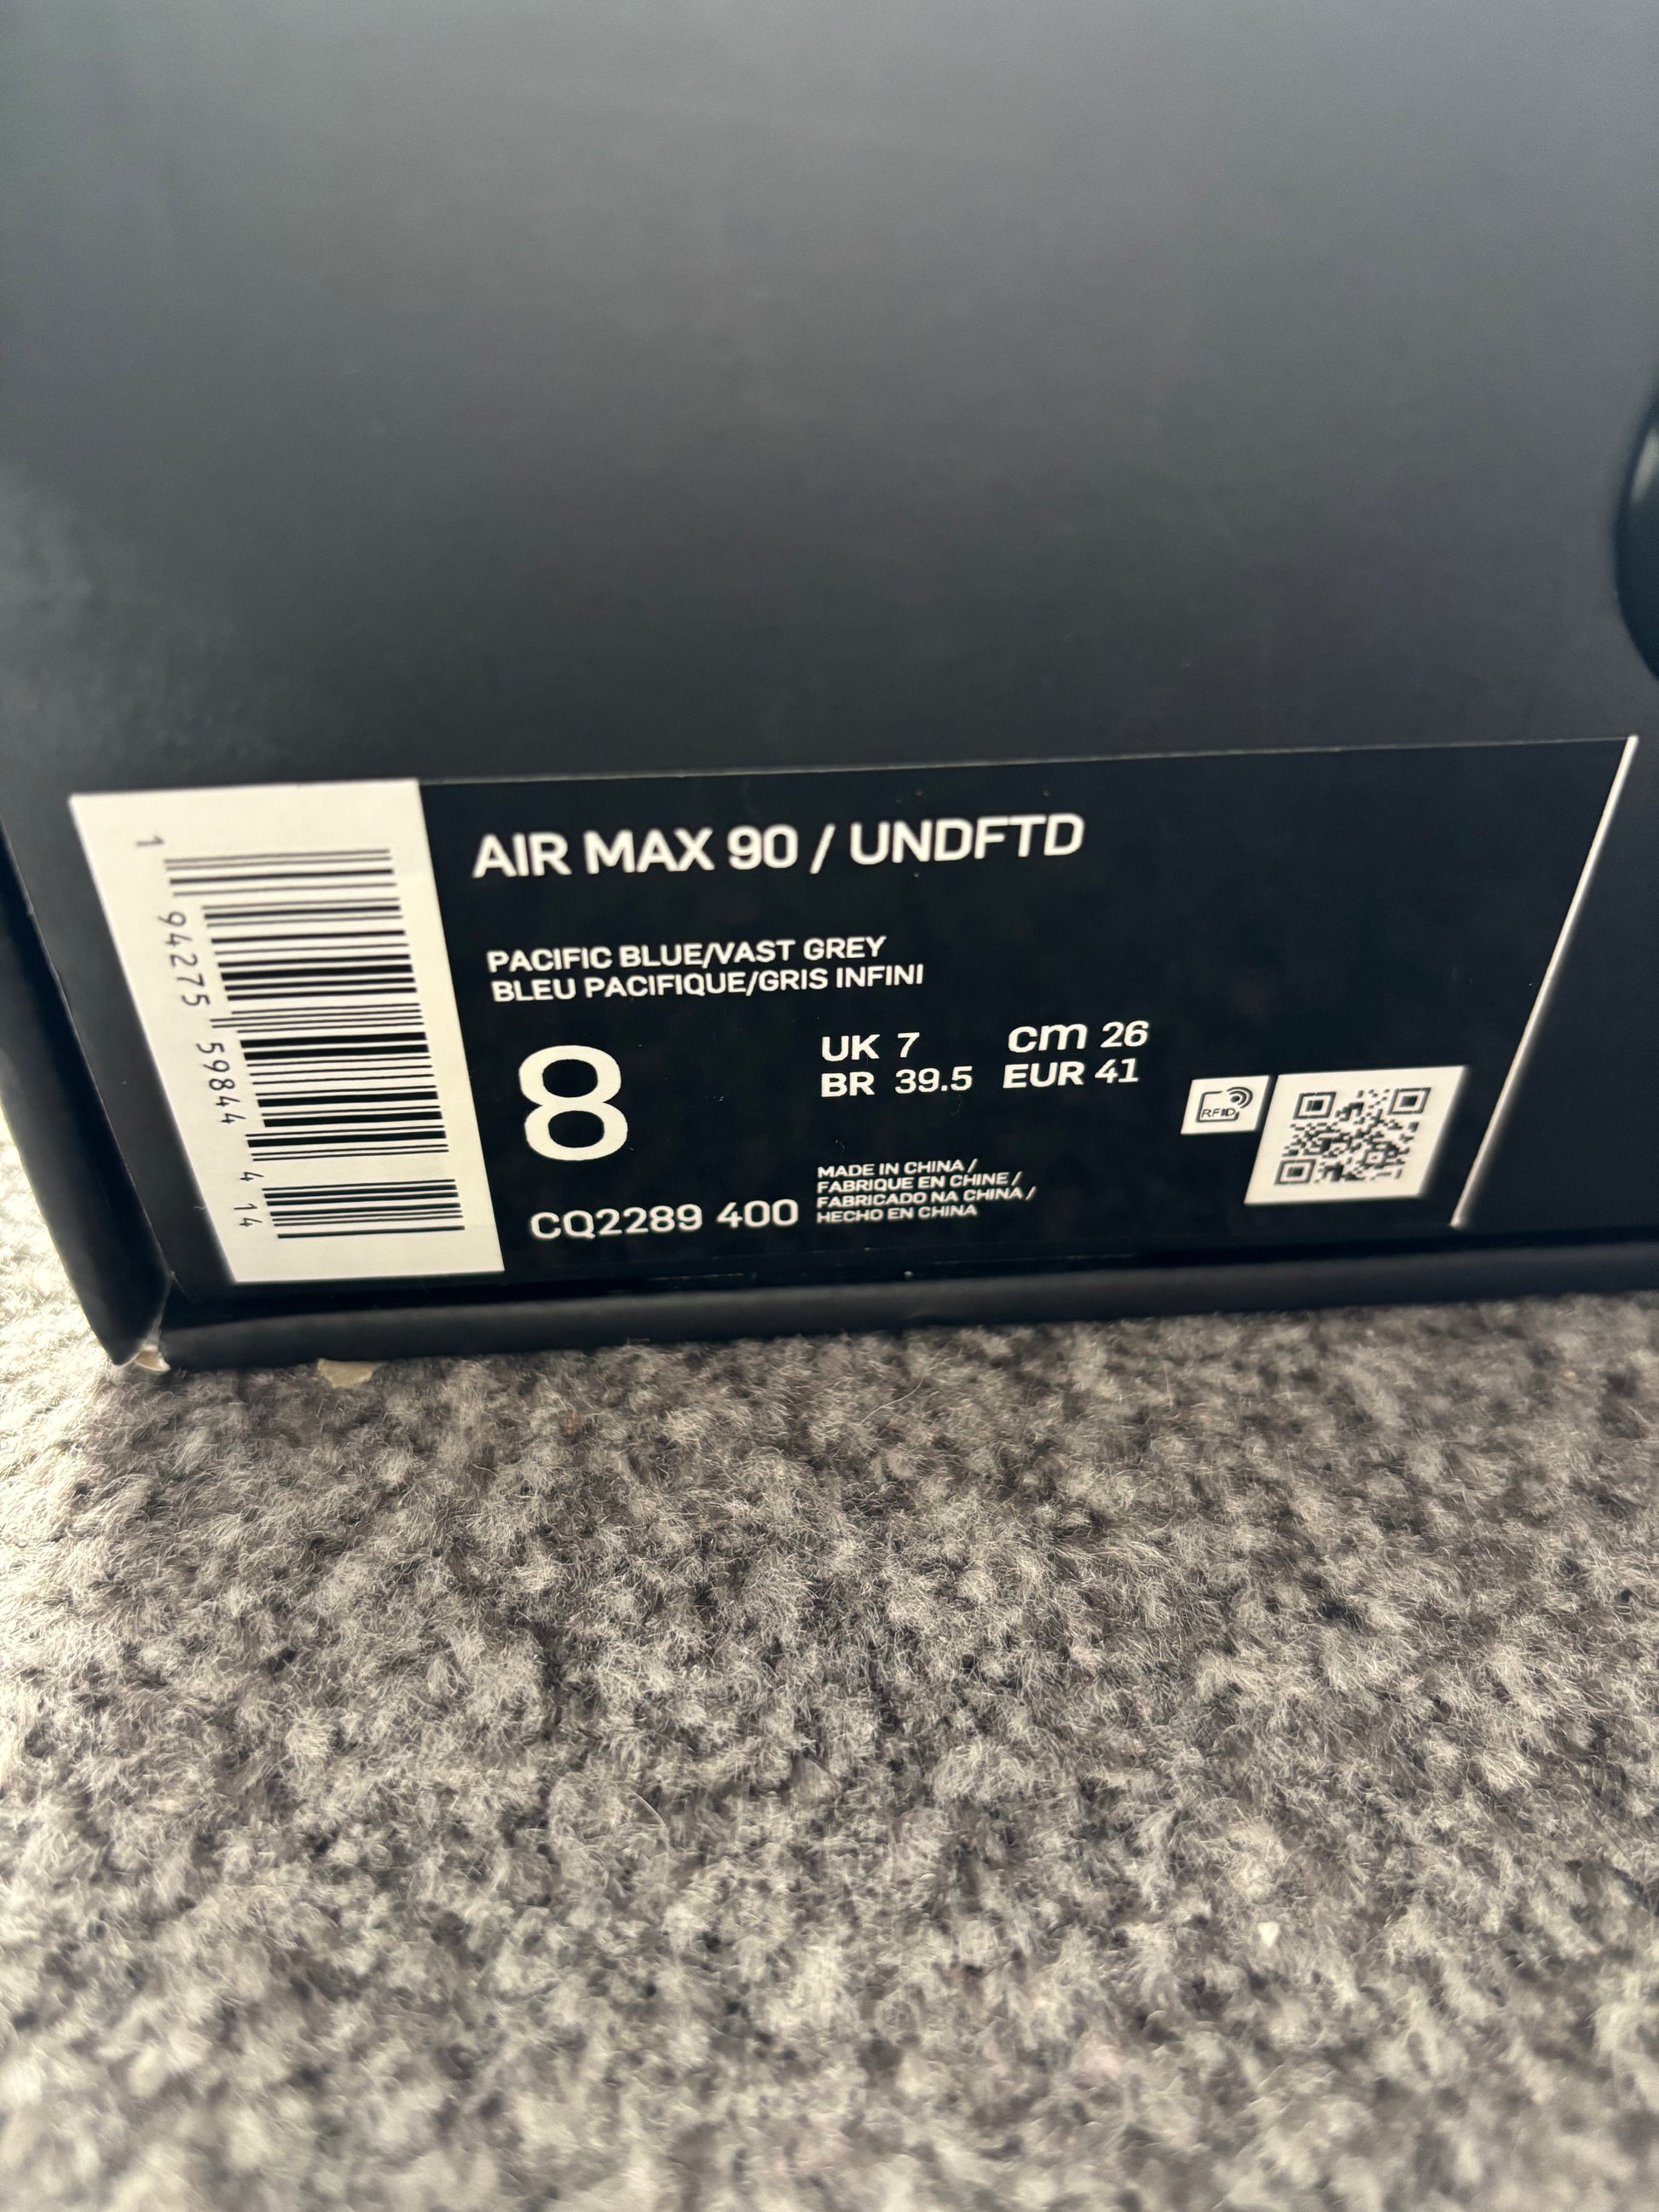 AIR MAX 90 / UNDFTD
PACIFIC BLUE/VAST GREY
BLEU PACIFIQUE/GRIS INFINI
8
UK 7 cm 26
BR 39.5 EUR 41
CQ2289 400
MADE IN CHINA /
FABRIQUE EN CHINE /
FABRICADO NA CHINA /
HECHO EN CHINA
RFID
1 94275 59844 4 14